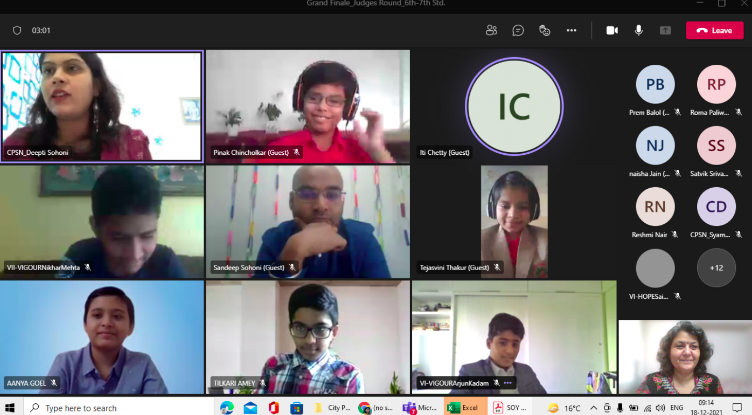 Grand Finale_Judges Round_6th-7th Std.
03:01
Leave
CPSN_Deepti Sohoni
Pinak Chincholkar (Guest)
IC
Iti Chetty (Guest)
PB
Prem Balol (...
RP
Roma Paliw...
NJ
naisha Jain (...
SS
Satvik Sriva...
VII-VIGOURNikharMehta
Sandeep Sohoni (Guest)
Tejasvini Thakur (Guest)
RN
Reshmi Nair
CD
CPSN_Syam...
VI-HOPESai...
+12
AANYA GOEL
TILKARI AMEY
VI-VIGOURArjunKadam
Type here to search
City P...
(no s...
Micr...
Excel
SOY ...
16°C
ENG
09:14
18-12-2021